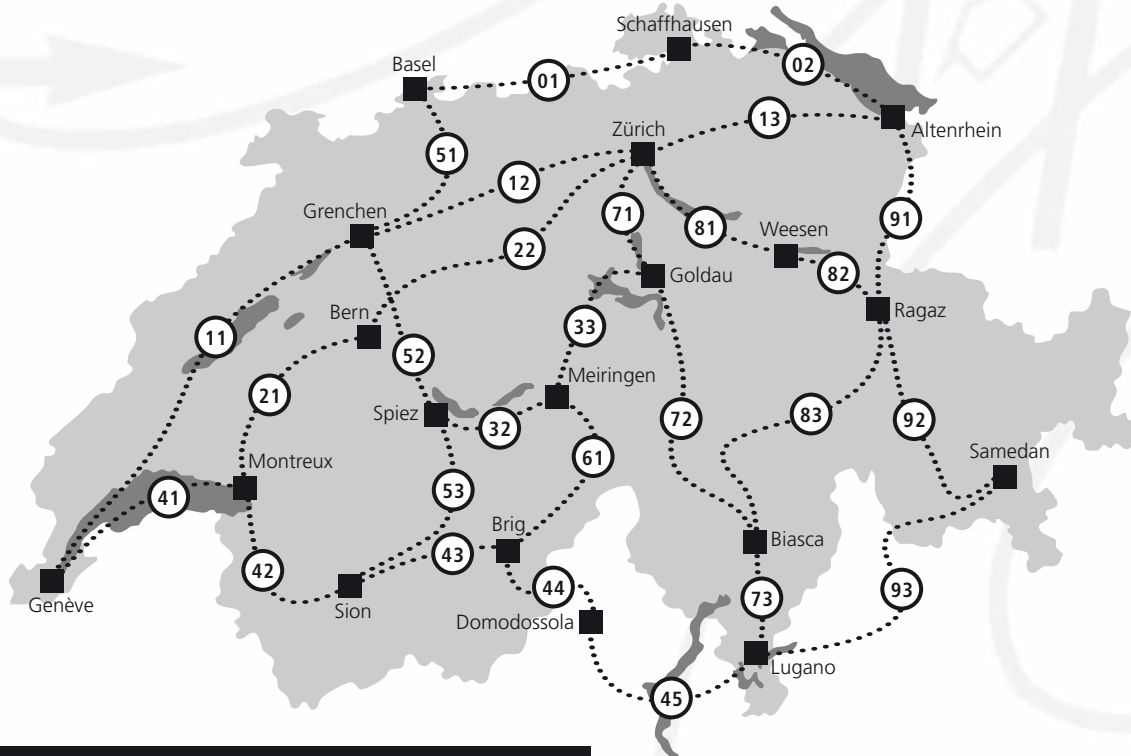 Schaffhausen
Basel
01
02
Zürich
13
Altenrhein
51
12
Grenchen
71
81
Weesen
91
22
Goldau
82
Bern
Ragaz
11
33
52
Meiringen
21
Spiez
32
72
83
92
Montreux
61
Samedan
41
53
Brig
Biasca
43
42
44
73
93
Genève
Sion
Domodossola
Lugano
45